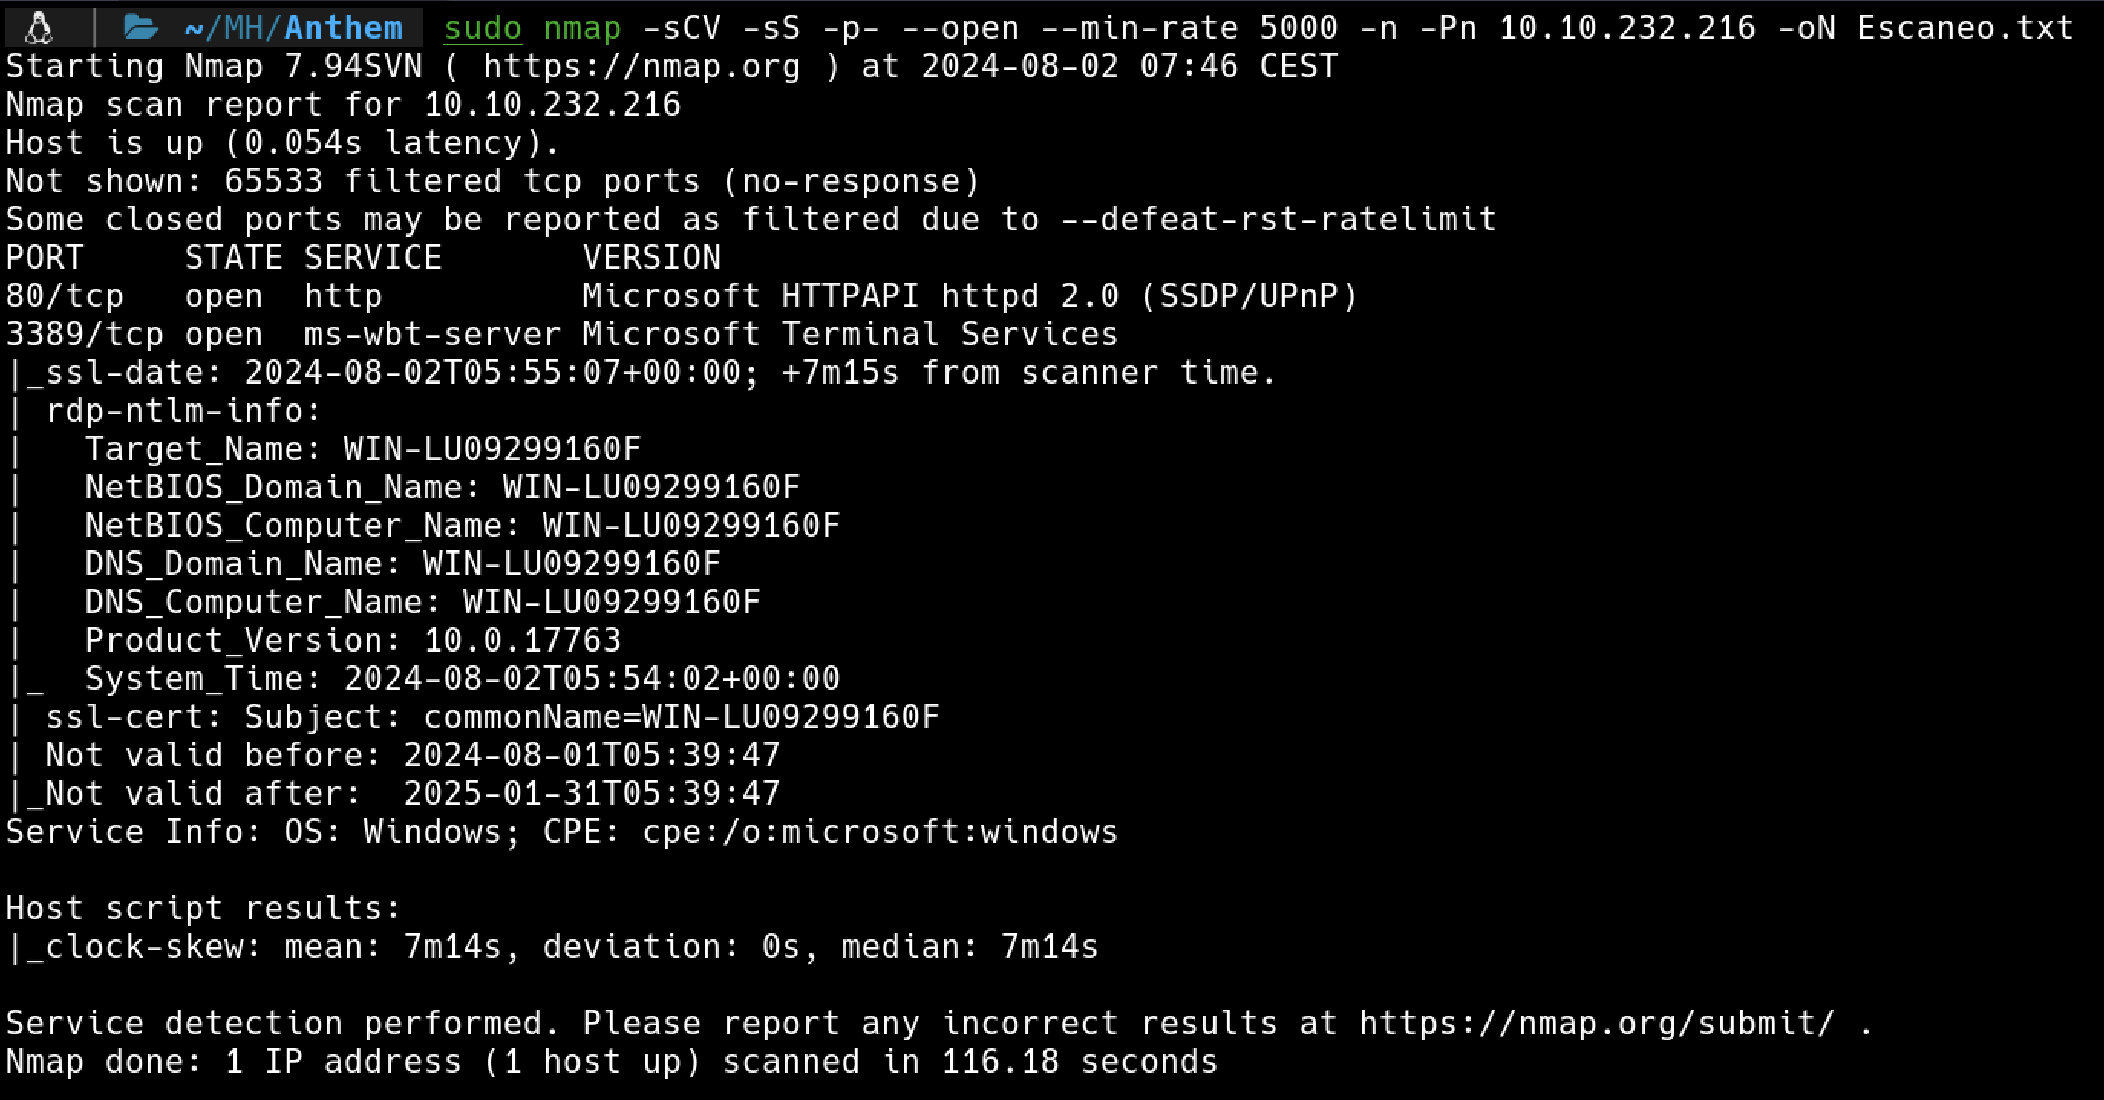 ~/MH/Anthem sudo nmap -sCV -sS -p- --open --min-rate 5000 -n -Pn 10.10.232.216 -oN Escaneo.txt
Starting Nmap 7.94SVN ( https://nmap.org ) at 2024-08-02 07:46 CEST
Nmap scan report for 10.10.232.216
Host is up (0.054s latency).
Not shown: 65533 filtered tcp ports (no-response)
Some closed ports may be reported as filtered due to --defeat-rst-ratelimit
PORT     STATE SERVICE       VERSION
80/tcp   open  http          Microsoft HTTPAPI httpd 2.0 (SSDP/UPnP)
3389/tcp open  ms-wbt-server Microsoft Terminal Services
|_ssl-date: 2024-08-02T05:55:07+00:00; +7m15s from scanner time.
| rdp-ntlm-info:
|   Target_Name: WIN-LU09299160F
|   NetBIOS_Domain_Name: WIN-LU09299160F
|   NetBIOS_Computer_Name: WIN-LU09299160F
|   DNS_Domain_Name: WIN-LU09299160F
|   DNS_Computer_Name: WIN-LU09299160F
|   Product_Version: 10.0.17763
|_  System_Time: 2024-08-02T05:54:02+00:00
| ssl-cert: Subject: commonName=WIN-LU09299160F
| Not valid before: 2024-08-01T05:39:47
|_Not valid after:  2025-01-31T05:39:47
Service Info: OS: Windows; CPE: cpe:/o:microsoft:windows
Host script results:
|_clock-skew: mean: 7m14s, deviation: 0s, median: 7m14s
Service detection performed. Please report any incorrect results at https://nmap.org/submit/ .
Nmap done: 1 IP address (1 host up) scanned in 116.18 seconds